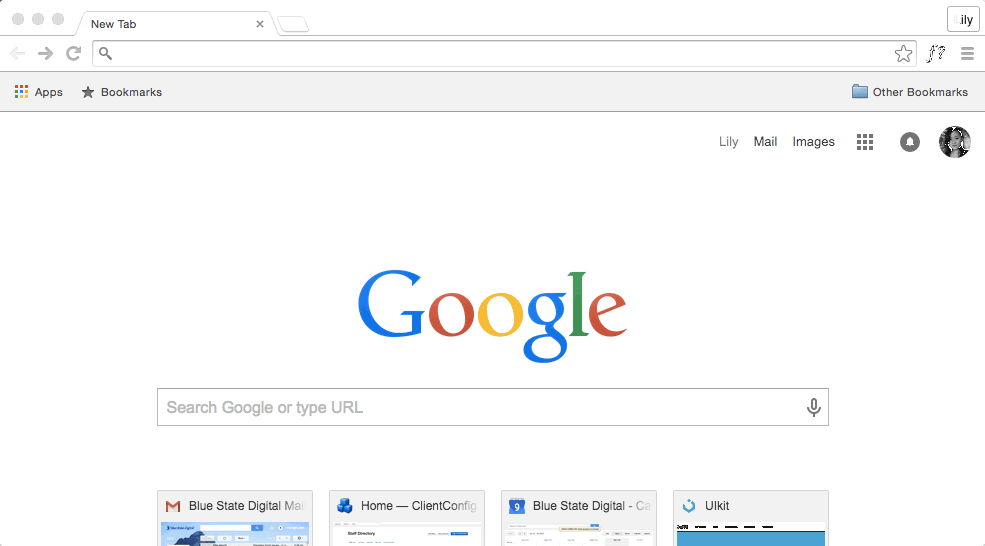 New Tab
Lily
f?
Apps
Bookmarks
Other Bookmarks
Lily Mail Images
Google
Search Google or type URL
Blue State Digital Mai
Home — ClientConfig
9
Blue State Digital - Ca
UIkit
Staff Directory